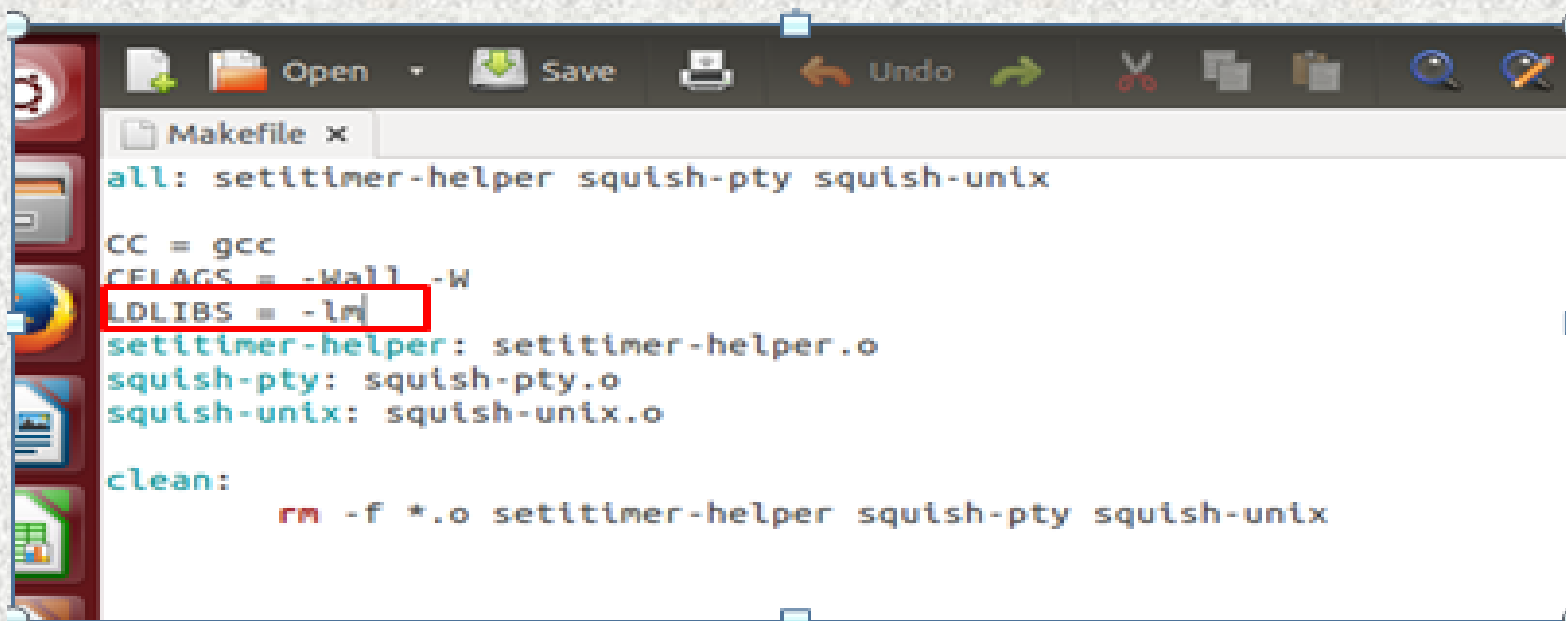 Open Save Undo
Makefile
all: setitimer-helper squish-pty squish-unix
CC = gcc
CFLAGS = -Wall -W
LDLIBS = -lm
setitimer-helper: setitimer-helper.o
squish-pty: squish-pty.o
squish-unix: squish-unix.o
clean:
rm -f *.o setitimer-helper squish-pty squish-unix